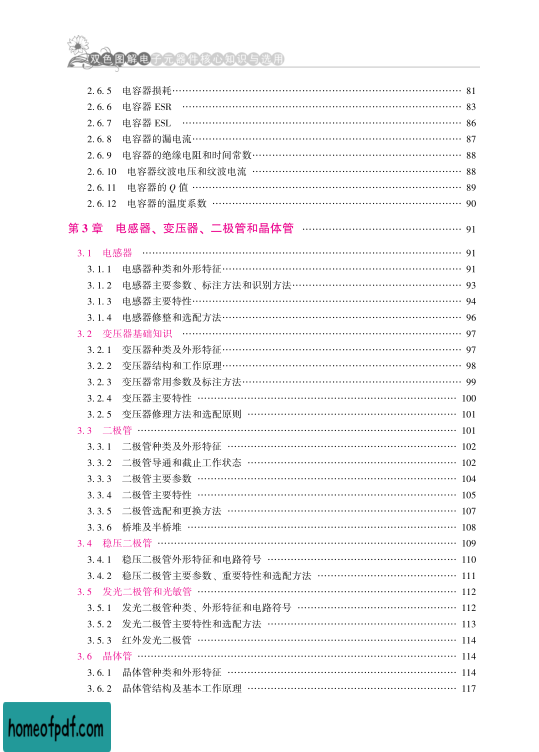 双色图解电子元器件核心知识与选用
2.6.5 电容器损耗…… 81
2.6.6 电容器 ESR …… 83
2.6.7 电容器 ESL …… 86
2.6.8 电容器的漏电流…… 87
2.6.9 电容器的绝缘电阻和时间常数…… 88
2.6.10 电容器纹波电压和纹波电流 …… 88
2.6.11 电容器的 Q 值 …… 89
2.6.12 电容器的温度系数 …… 90
第 3 章 电感器、变压器、二极管和晶体管 …… 91
3.1 电感器 …… 91
3.1.1 电感器种类和外形特征…… 91
3.1.2 电感器主要参数、标注方法和识别方法…… 93
3.1.3 电感器主要特性…… 94
3.1.4 电感器修整和选配方法…… 96
3.2 变压器基础知识 …… 97
3.2.1 变压器种类及外形特征…… 97
3.2.2 变压器结构和工作原理…… 98
3.2.3 变压器常用参数及标注方法…… 99
3.2.4 变压器主要特性 …… 100
3.2.5 变压器修理方法和选配原则 …… 101
3.3 二极管 …… 101
3.3.1 二极管种类及外形特征 …… 102
3.3.2 二极管导通和截止工作状态 …… 102
3.3.3 二极管主要参数 …… 104
3.3.4 二极管主要特性 …… 105
3.3.5 二极管选配和更换方法 …… 107
3.3.6 桥堆及半桥堆 …… 108
3.4 稳压二极管 …… 109
3.4.1 稳压二极管外形特征和电路符号 …… 110
3.4.2 稳压二极管主要参数、重要特性和选配方法 …… 111
3.5 发光二极管和光敏管 …… 112
3.5.1 发光二极管种类、外形特征和电路符号 …… 112
3.5.2 发光二极管主要特性和选配方法 …… 113
3.5.3 红外发光二极管 …… 114
3.6 晶体管 …… 114
3.6.1 晶体管种类和外形特征 …… 114
3.6.2 晶体管结构及基本工作原理 …… 117
homeofpdf.com